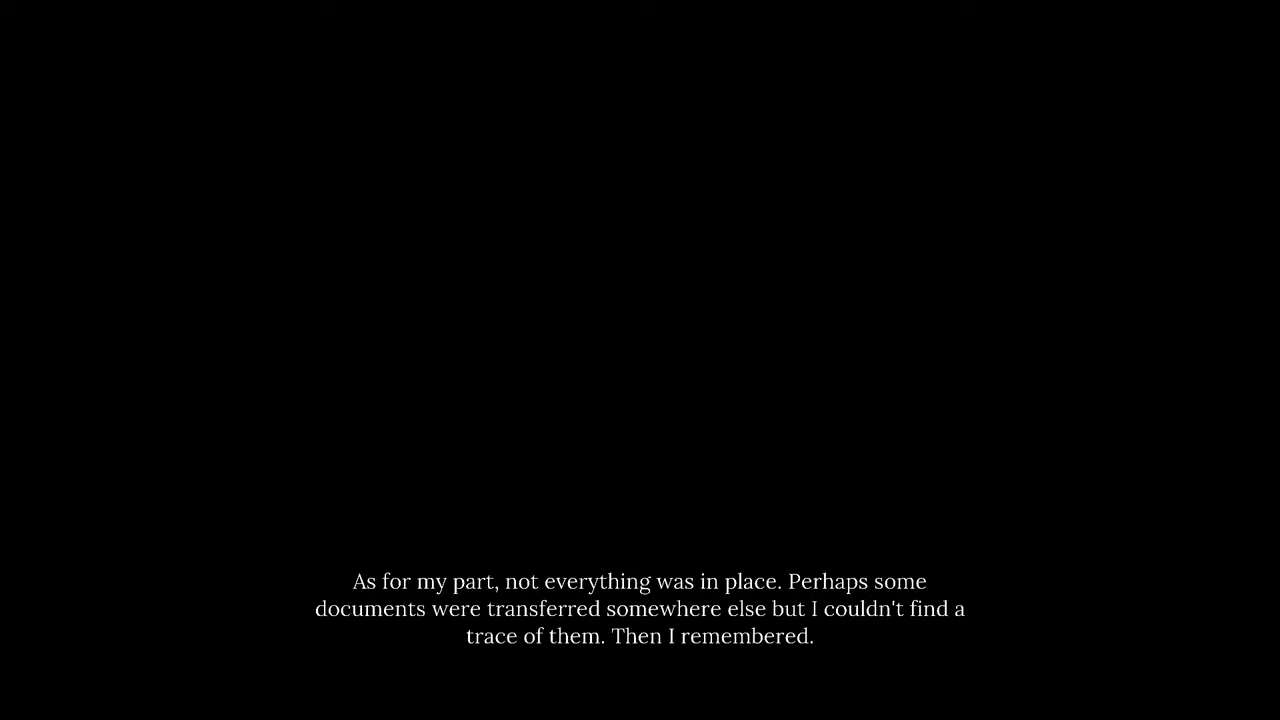 As for my part, not everything was in place. Perhaps some
documents were transferred somewhere else but I couldn't find a
trace of them. Then I remembered.